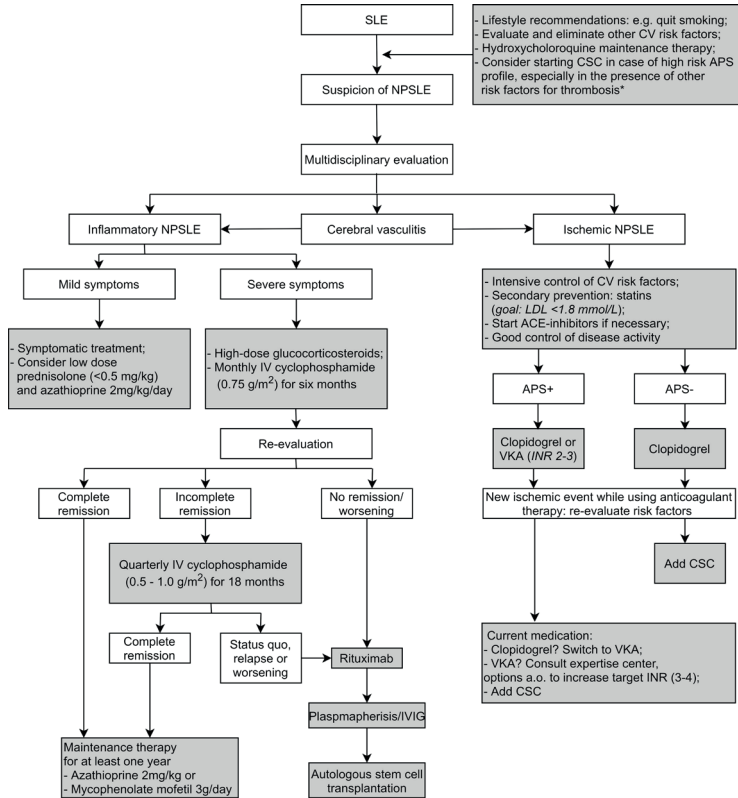 SLE
- Lifestyle recommendations: e.g. quit smoking;
- Evaluate and eliminate other CV risk factors;
- Hydroxycholoroquine maintenance therapy;
- Consider starting CSC in case of high risk APS
profile, especially in the presence of other
risk factors for thrombosis*
Suspicion of NPSLE
Multidisciplinary evaluation
Inflammatory NPSLE
Cerebral vasculitis
Ischemic NPSLE
Mild symptoms
Severe symptoms
- Intensive control of CV risk factors;
- Secondary prevention: statins
(goal: LDL <1.8 mmol/L);
- Start ACE-inhibitors if necessary;
- Good control of disease activity
- Symptomatic treatment;
- Consider low dose
prednisolone (<0.5 mg/kg)
and azathioprine 2mg/kg/day
- High-dose glucocorticosteroids;
- Monthly IV cyclophosphamide
(0.75 g/m²) for six months
APS+
APS-
Re-evaluation
Clopidogrel or
VKA (INR 2-3)
Clopidogrel
Complete
remission
Incomplete
remission
No remission/
worsening
New ischemic event while using anticoagulant
therapy: re-evaluate risk factors
Quarterly IV cyclophosphamide
(0.5 - 1.0 g/m²) for 18 months
Add CSC
Complete
remission
Status quo,
relapse or
worsening
Rituximab
Current medication:
- Clopidogrel? Switch to VKA;
- VKA? Consult expertise center,
options a.o. to increase target INR (3-4);
- Add CSC
Plaspmapherisis/IVIG
Maintenance therapy
for at least one year
- Azathioprine 2mg/kg or
- Mycophenolate mofetil 3g/day
Autologous stem cell
transplantation